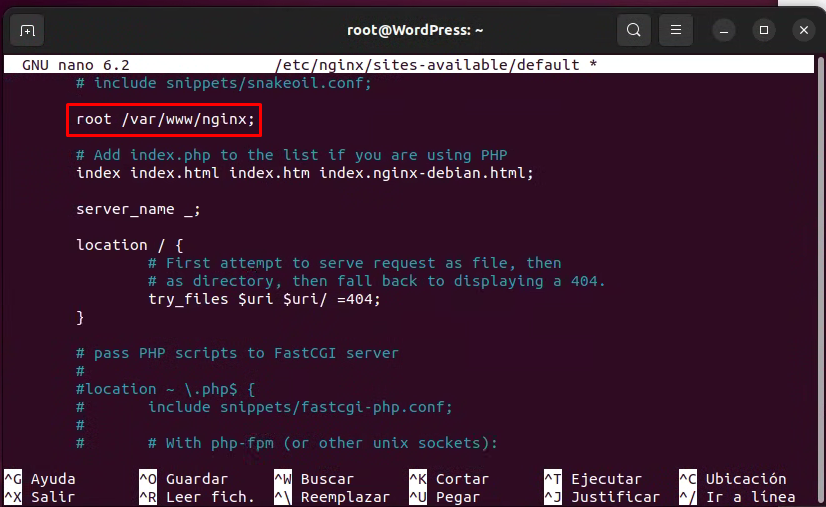 root@WordPress: ~
GNU nano 6.2 /etc/nginx/sites-available/default *
# include snippets/snakeoil.conf;
root /var/www/nginx;
# Add index.php to the list if you are using PHP
index index.html index.htm index.nginx-debian.html;
server_name _;
location / {
# First attempt to serve request as file, then
# as directory, then fall back to displaying a 404.
try_files $uri $uri/ =404;
}
# pass PHP scripts to FastCGI server
#
#location ~ \.php$ {
# include snippets/fastcgi-php.conf;
#
# # With php-fpm (or other unix sockets):
^G Ayuda ^O Guardar ^W Buscar ^K Cortar ^T Ejecutar ^C Ubicación
^X Salir ^R Leer fich. ^\ Reemplazar ^U Pegar ^J Justificar ^/ Ir a línea